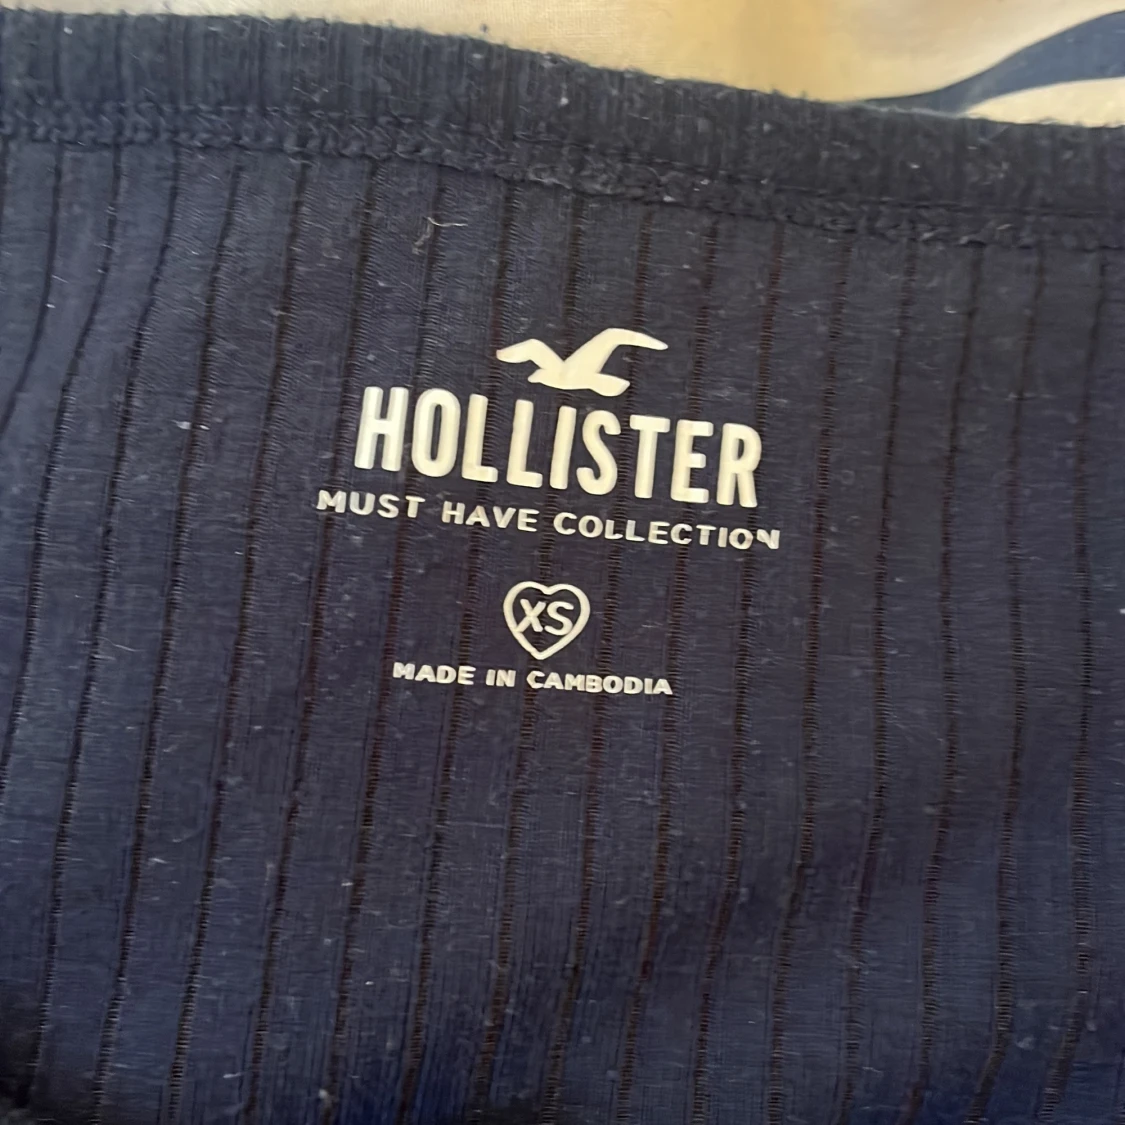 HOLLISTER
MUST HAVE COLLECTION
XS
MADE IN CAMBODIA